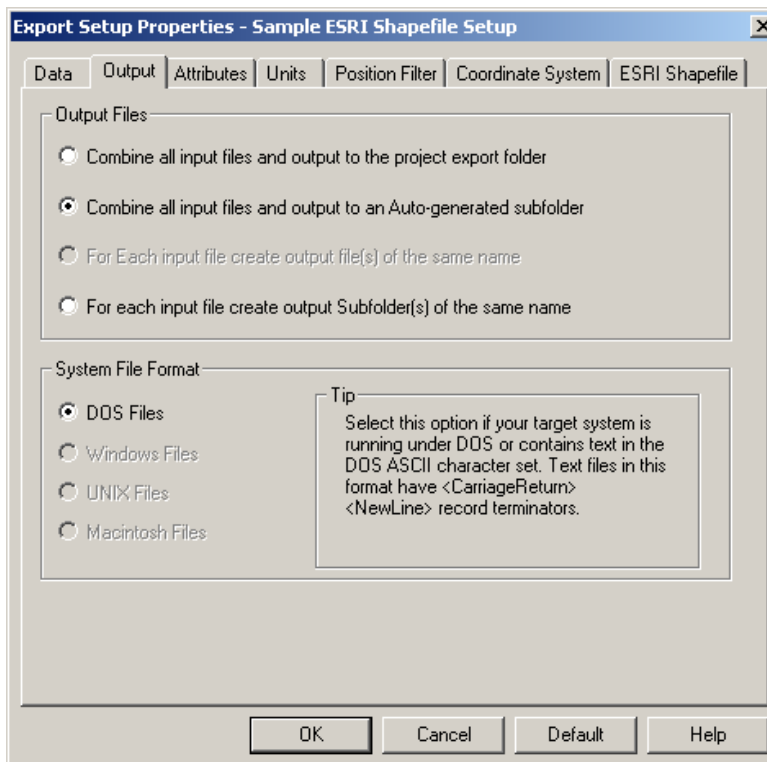 Export Setup Properties - Sample ESRI Shapefile Setup
Data Output Attributes Units Position Filter Coordinate System ESRI Shapefile
Output Files
Combine all input files and output to the project export folder
Combine all input files and output to an Auto-generated subfolder
For Each input file create output file(s) of the same name
For each input file create output Subfolder(s) of the same name
System File Format
DOS Files
Windows Files
UNIX Files
Macintosh Files
Tip
Select this option if your target system is
running under DOS or contains text in the
DOS ASCII character set. Text files in this
format have <CarriageReturn>
<NewLine> record terminators.
OK Cancel Default Help